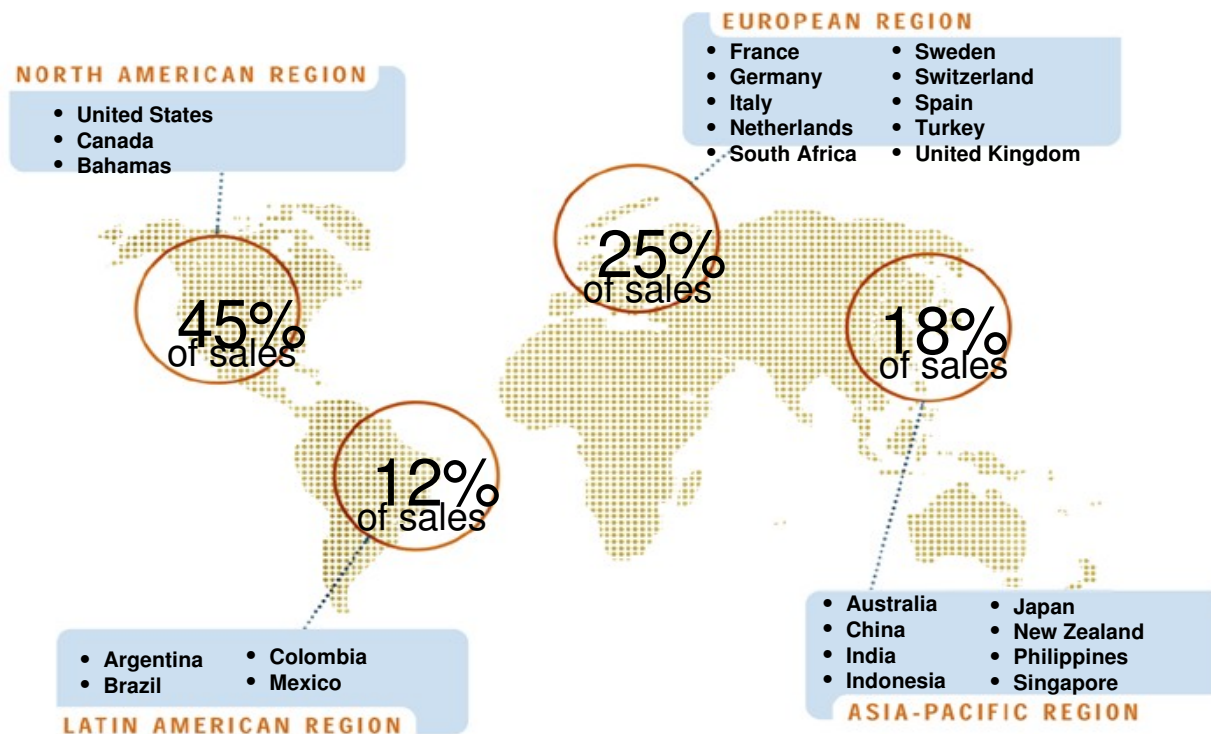 EUROPEAN REGION
• France
• Germany
• Italy
• Netherlands
• South Africa
• Sweden
• Switzerland
• Spain
• Turkey
• United Kingdom
NORTH AMERICAN REGION
• United States
• Canada
• Bahamas
25%
of sales
45%
of sales
18%
of sales
12%
of sales
• Argentina
• Brazil
• Colombia
• Mexico
LATIN AMERICAN REGION
• Australia
• China
• India
• Indonesia
• Japan
• New Zealand
• Philippines
• Singapore
ASIA-PACIFIC REGION